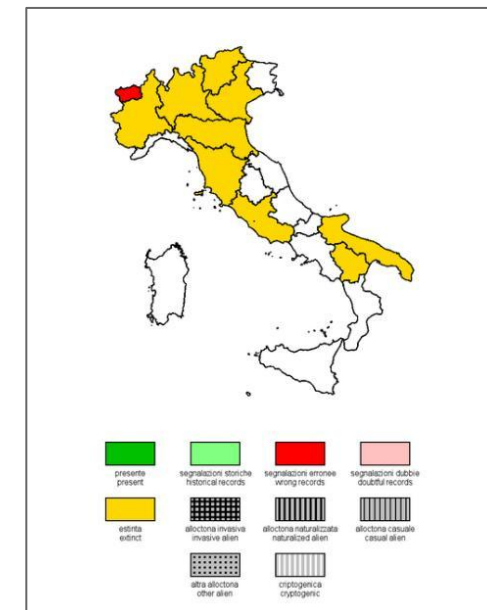 presente
present
segnalazioni storiche
historical records
segnalazioni erronee
wrong records
segnalazioni dubbie
doubtful records
estinta
extinct
alloctona invasiva
invasive alien
alloctona naturalizzata
naturalized alien
alloctona casuale
casual alien
altra alloctona
other alien
criptogenica
cryptogenic